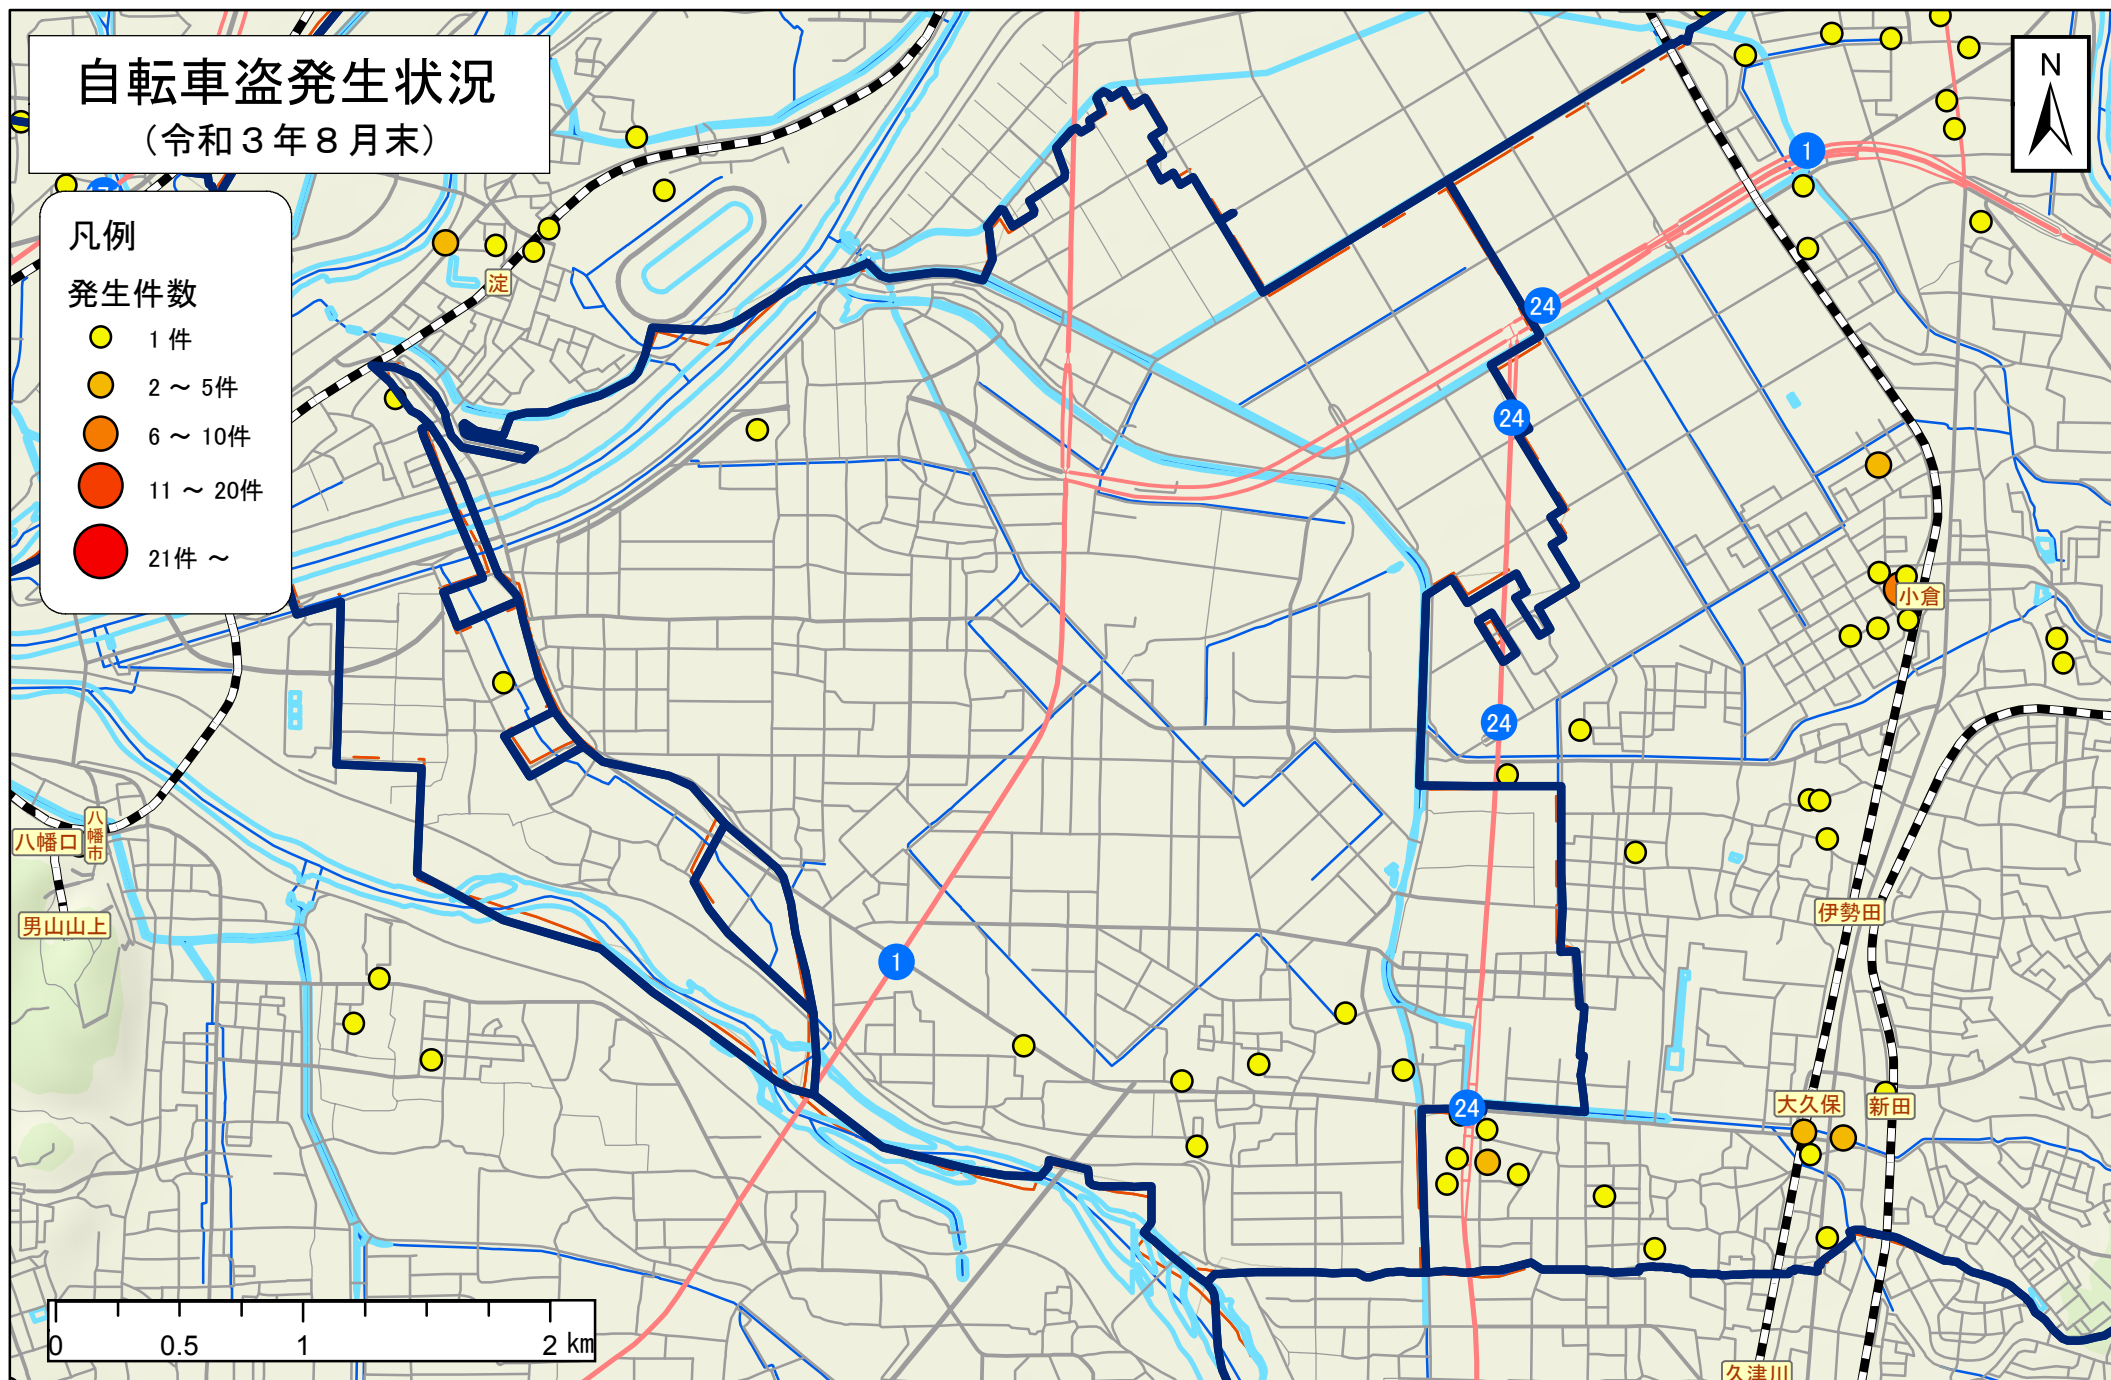 自転車盗発生状況
（令和３年８月末）
N
凡例
発生件数
1 件
2 ～ 5件
6 ～ 10件
11 ～ 20件
21件 ～
淀
1
24
24
小倉
24
八幡口
八幡市
男山山上
伊勢田
1
24
大久保
新田
久津川
0
0.5
1
2 km